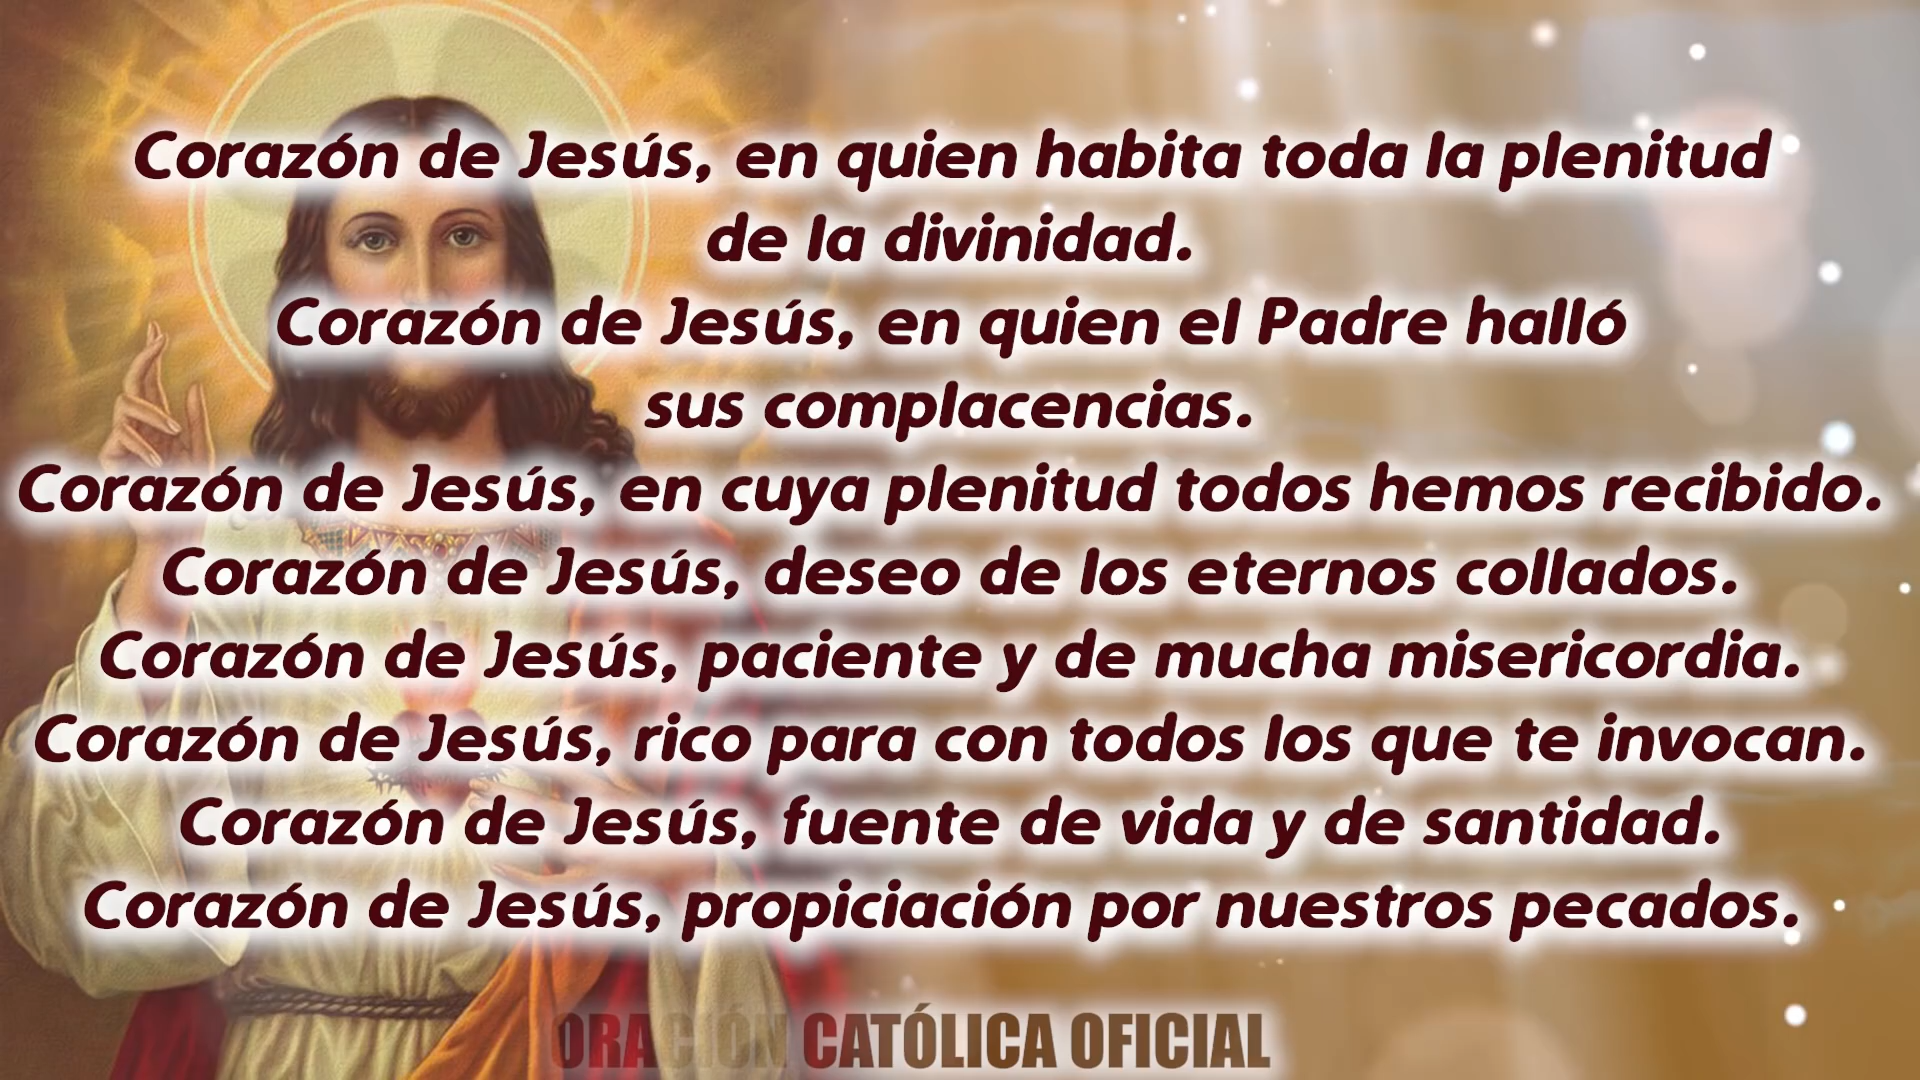 Corazón de Jesús, en quien habita toda la plenitud
de la divinidad.
Corazón de Jesús, en quien el Padre halló
sus complacencias.
Corazón de Jesús, en cuya plenitud todos hemos recibido.
Corazón de Jesús, deseo de los eternos collados.
Corazón de Jesús, paciente y de mucha misericordia.
Corazón de Jesús, rico para con todos los que te invocan.
Corazón de Jesús, fuente de vida y de santidad.
Corazón de Jesús, propiciación por nuestros pecados.
ORACIÓN CATÓLICA OFICIAL